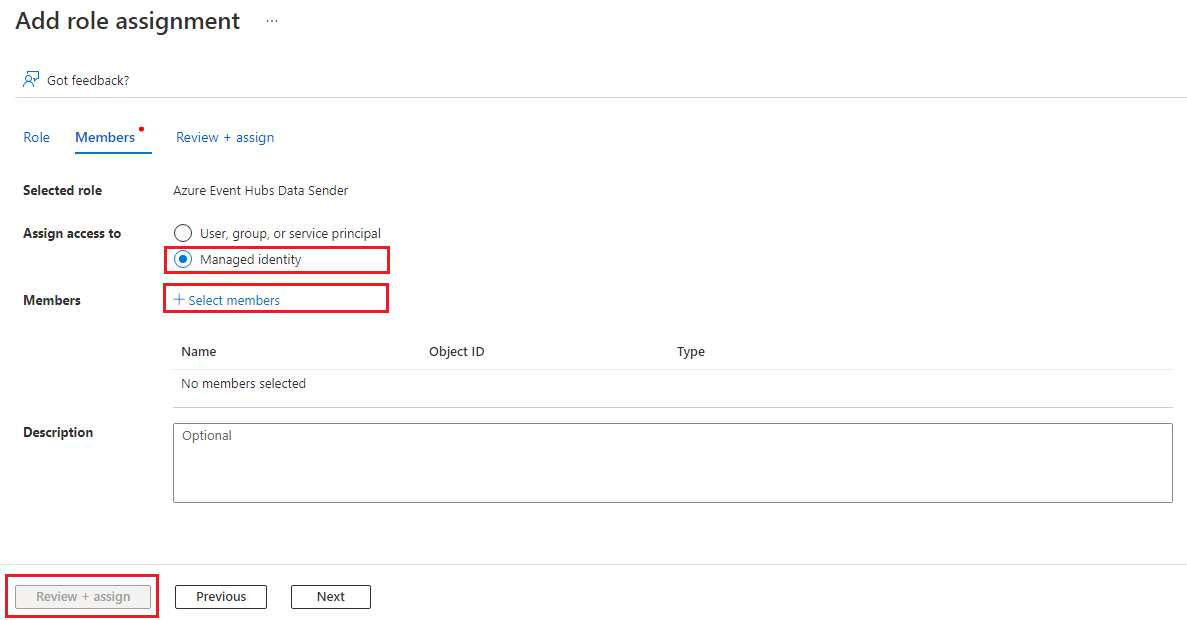 Add role assignment ...
Got feedback?
Role Members Review + assign
Selected role Azure Event Hubs Data Sender
Assign access to User, group, or service principal
Managed identity
Members + Select members
Name Object ID Type
No members selected
Description Optional
Review + assign Previous Next